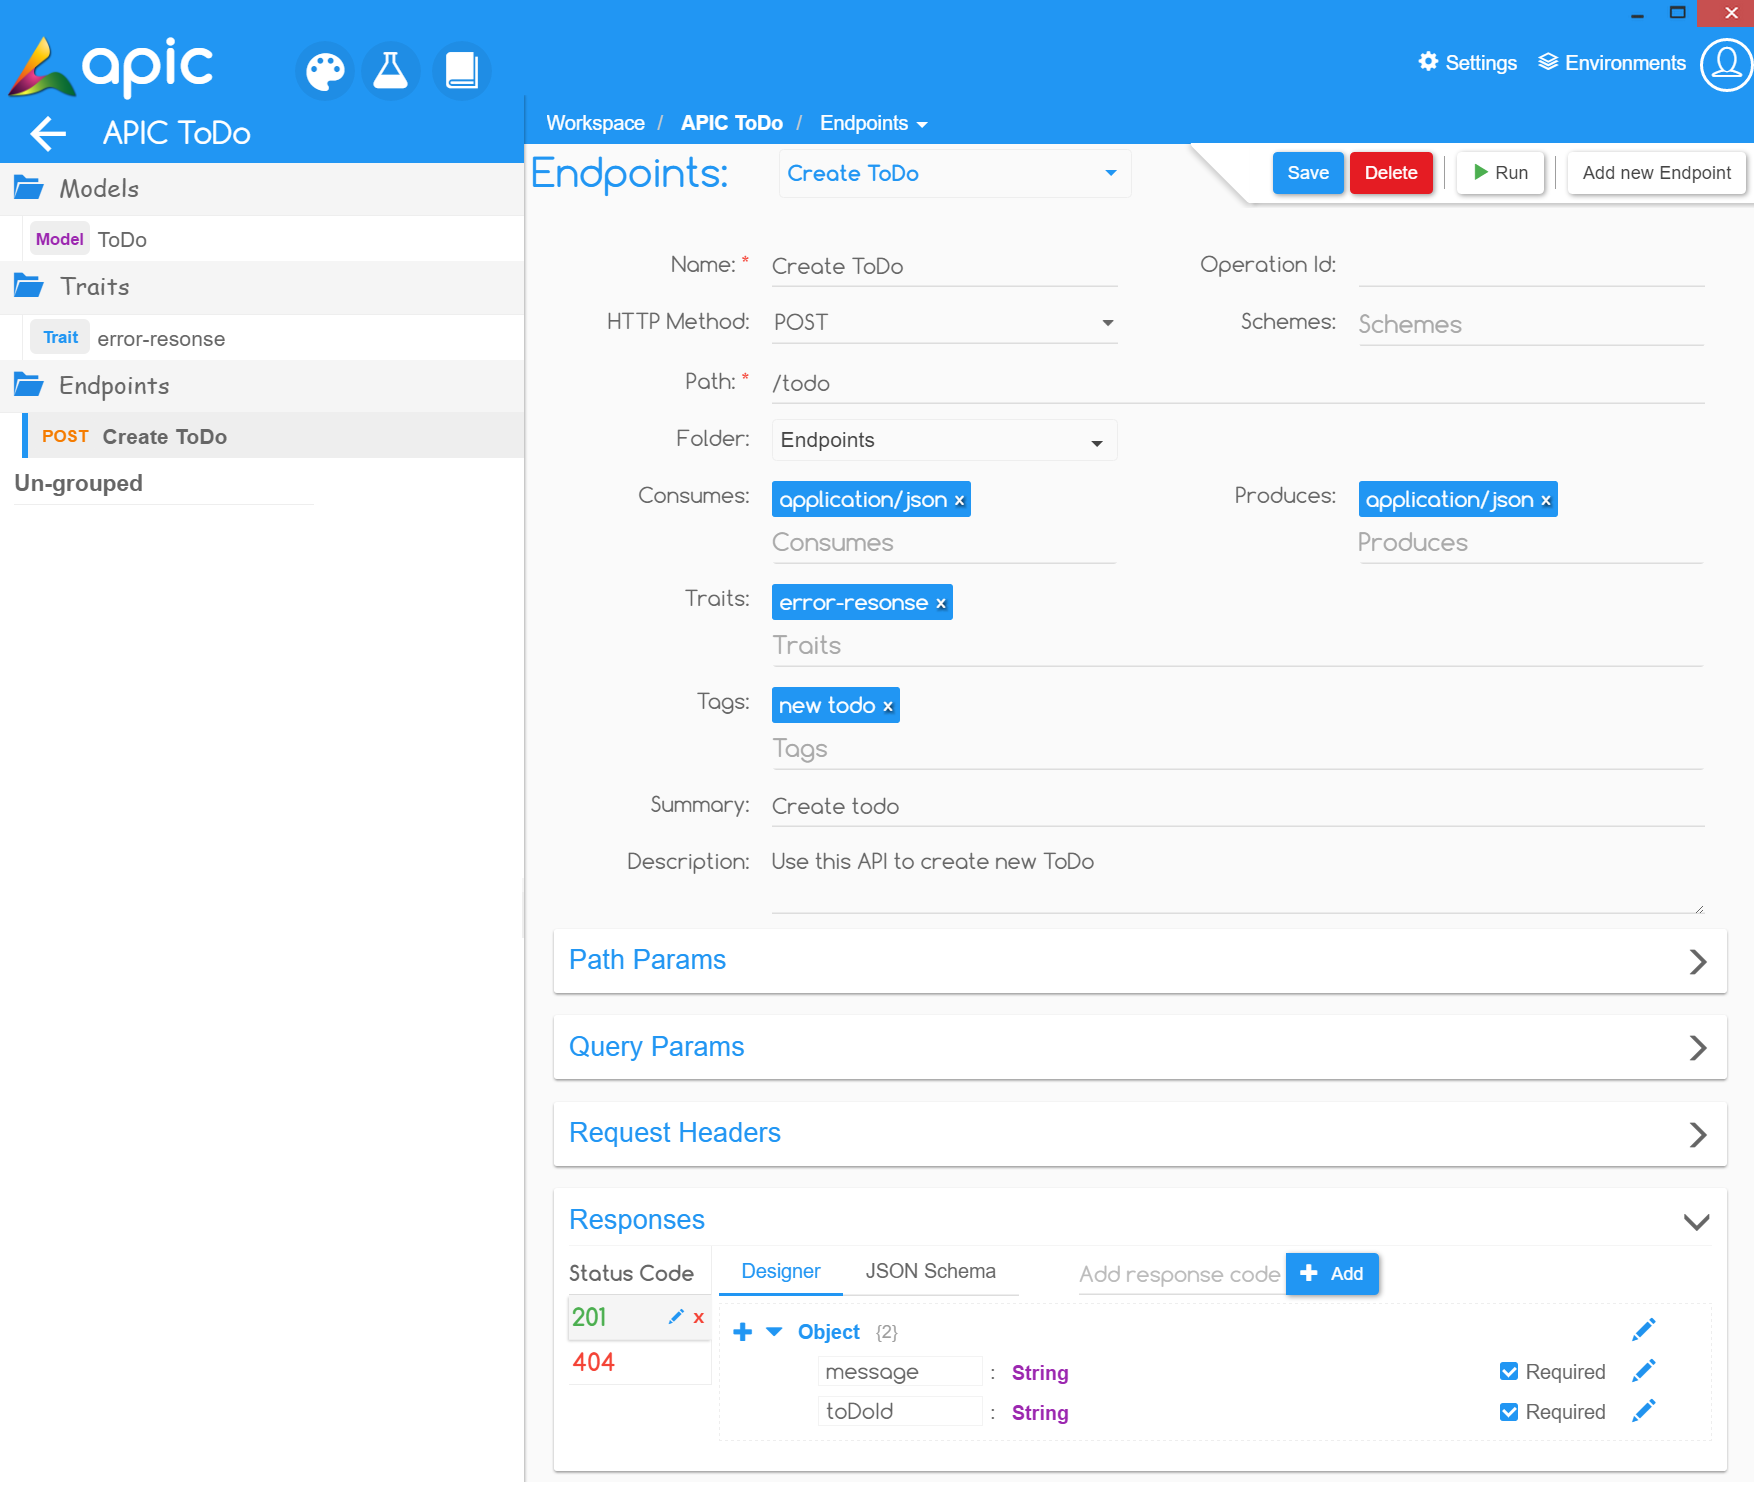 apic
Settings
Environments
APIC ToDo
Workspace / APIC ToDo / Endpoints
Models
Model ToDo
Traits
Trait error-resonse
Endpoints
POST Create ToDo
Un-grouped
Endpoints: Create ToDo
Save Delete Run Add new Endpoint
Name: * Create ToDo Operation Id:
HTTP Method: POST Schemes: Schemes
Path: * /todo
Folder: Endpoints
Consumes: application/json x Produces: application/json x
Consumes Produces
Traits: error-resonse x
Traits
Tags: new todo x
Tags
Summary: Create todo
Description: Use this API to create new ToDo
Path Params
Query Params
Request Headers
Responses
Status Code Designer JSON Schema Add response code + Add
201 x
404
Object {2}
message : String Required
toDoId : String Required